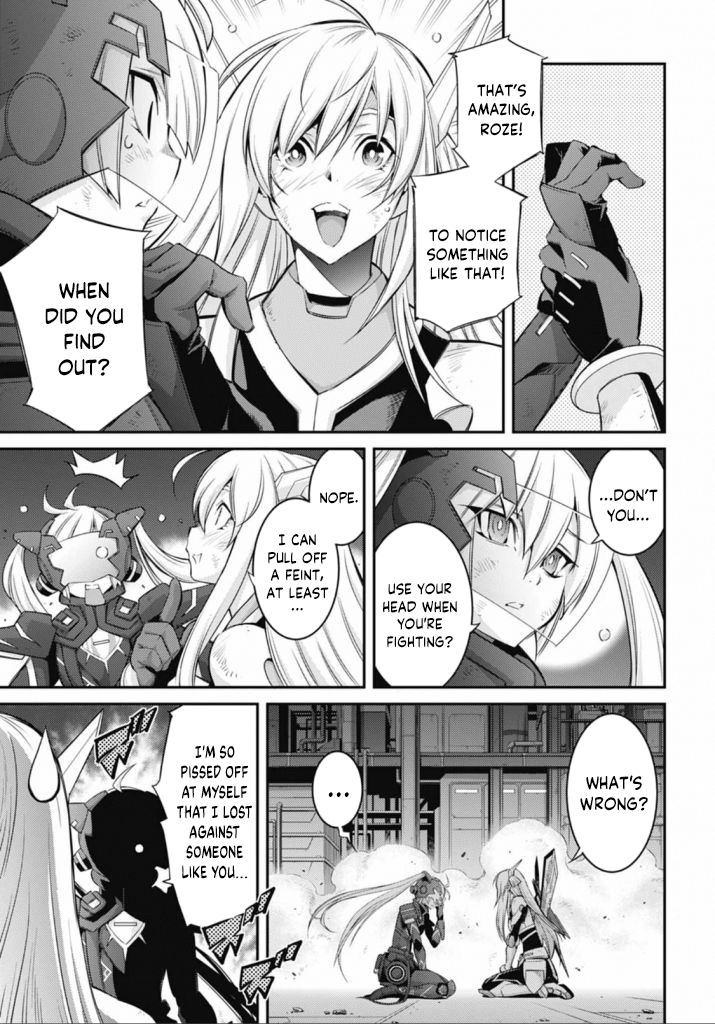 THAT'S
AMAZING,
ROZE!
TO NOTICE
SOMETHING
LIKE THAT!
WHEN
DID YOU
FIND
OUT?
...DON'T
YOU...
USE YOUR
HEAD WHEN
YOU'RE
FIGHTING?
NOPE.
I CAN
PULL OFF
A FEINT,
AT LEAST
...
WHAT'S
WRONG?
...
I'M SO
PISSED OFF
AT MYSELF
THAT I LOST
AGAINST
SOMEONE
LIKE YOU...